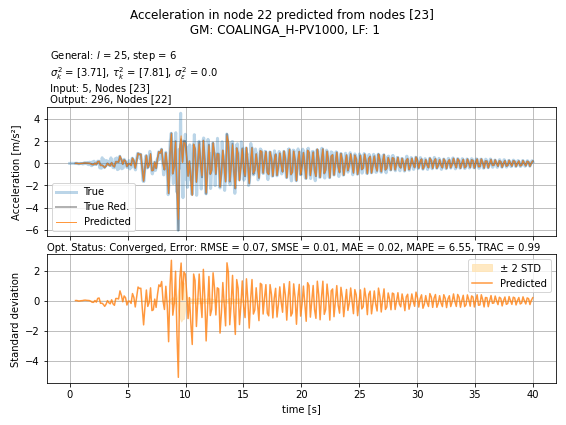 Acceleration in node 22 predicted from nodes [23]
GM: COALINGA_H-PV1000, LF: 1
General: l = 25, step = 6
σ²ₖ = [3.71], τ²ₖ = [7.81], σ²ε = 0.0
Input: 5, Nodes [23]
Output: 296, Nodes [22]
Acceleration [m/s²]
4
2
0
−2
−4
−6
True
True Red.
Predicted
Opt. Status: Converged, Error: RMSE = 0.07, SMSE = 0.01, MAE = 0.02, MAPE = 6.55, TRAC = 0.99
Standard deviation
2
0
−2
−4
± 2 STD
Predicted
0 5 10 15 20 25 30 35 40
time [s]